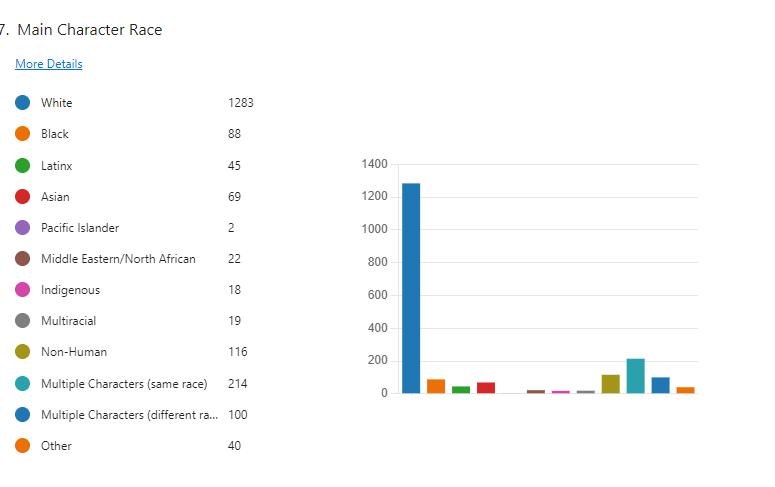 7. Main Character Race
More Details
White 1283
Black 88
Latinx 45
Asian 69
Pacific Islander 2
Middle Eastern/North African 22
Indigenous 18
Multiracial 19
Non-Human 116
Multiple Characters (same race) 214
Multiple Characters (different ra... 100
Other 40
1400
1200
1000
800
600
400
200
0